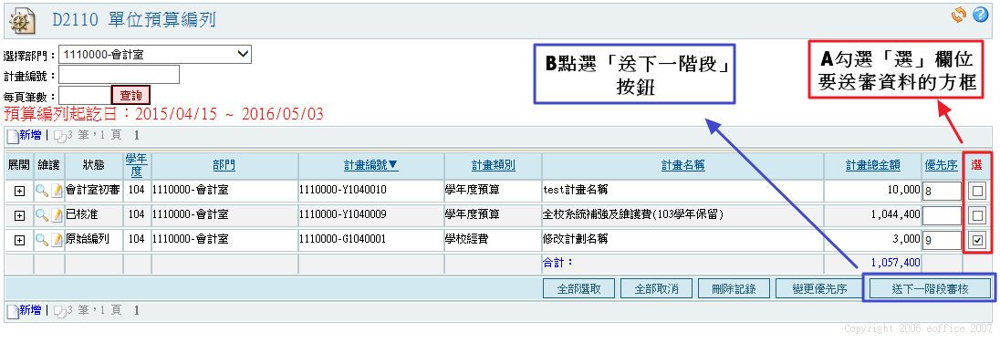 D2110 單位預算編列
選擇部門： 1110000-會計室
計畫編號：
每頁筆數： 查詢
預算編列起訖日：2015/04/15 ~ 2016/05/03
B點選「送下一階段」
按鈕
A勾選「選」欄位
要送審資料的方框
新增 | 3 筆，1 頁 1
展開 維護 狀態 學年度 部門 計畫編號▼ 計畫類別 計畫名稱 計畫總金額 優先序 選
會計室初審 104 1110000-會計室 1110000-Y1040010 學年度預算 test計畫名稱 10,000 8
已核准 104 1110000-會計室 1110000-Y1040009 學年度預算 全校系統補強及維護費(103學年保留) 1,044,400
原始編列 104 1110000-會計室 1110000-G1040001 學校經費 修改計劃名稱 3,000 9
合計： 1,057,400
全部選取 全部取消 刪除記錄 變更優先序 送下一階段審核
新增 | 3 筆，1 頁 1
Copyright 2006 eoffice 2007